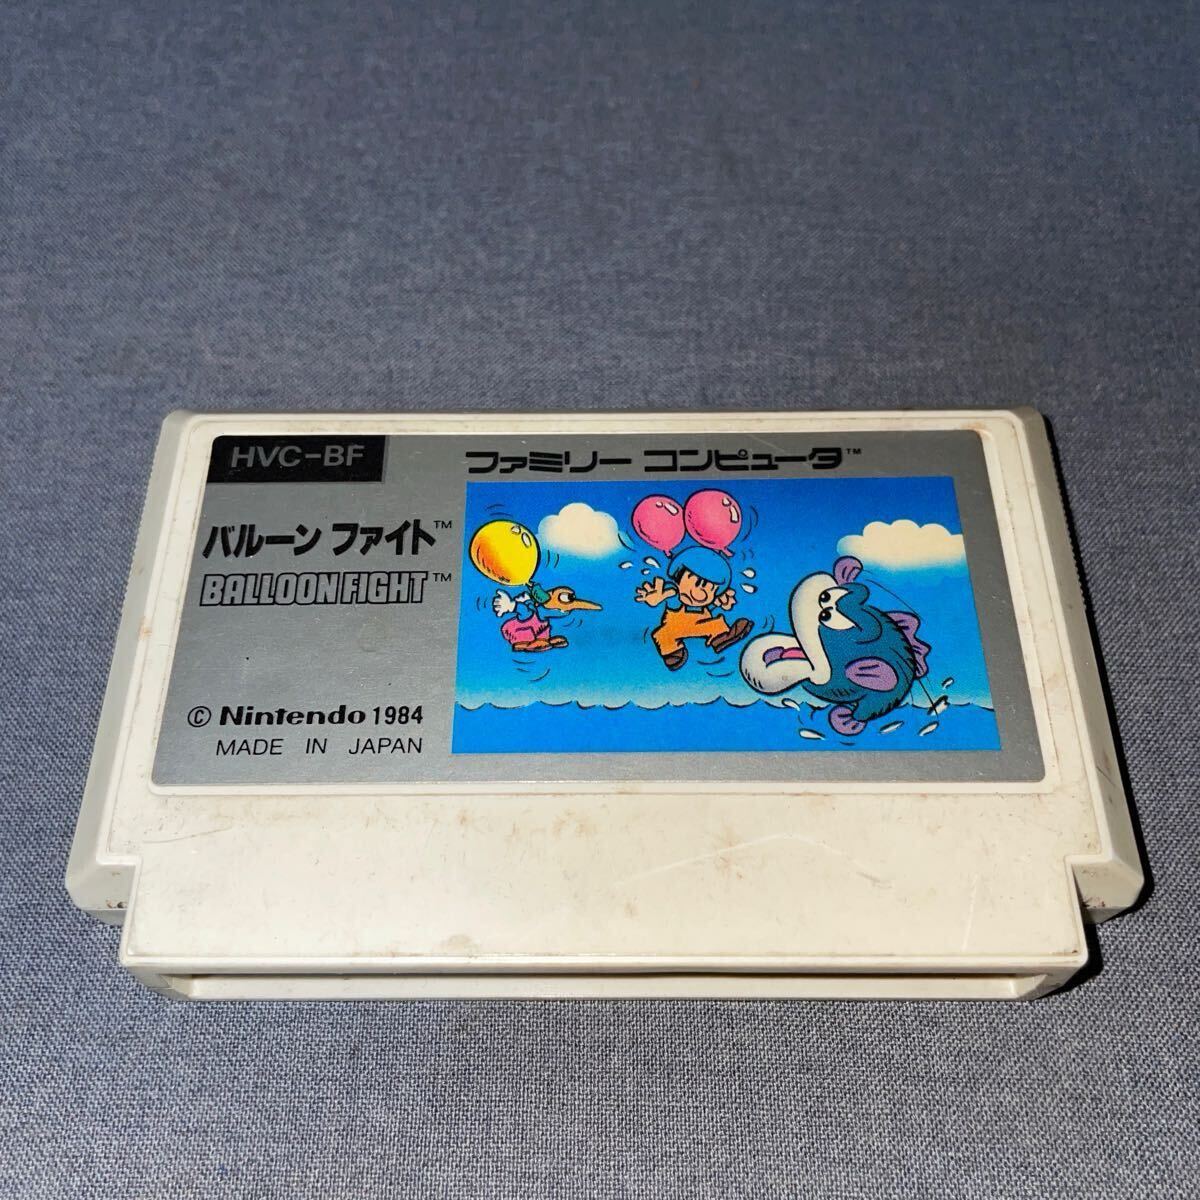 HVC-BF
ファミリー コンピュータ™
バルーン ファイト™
BALLOON FIGHT™
© Nintendo 1984
MADE IN JAPAN